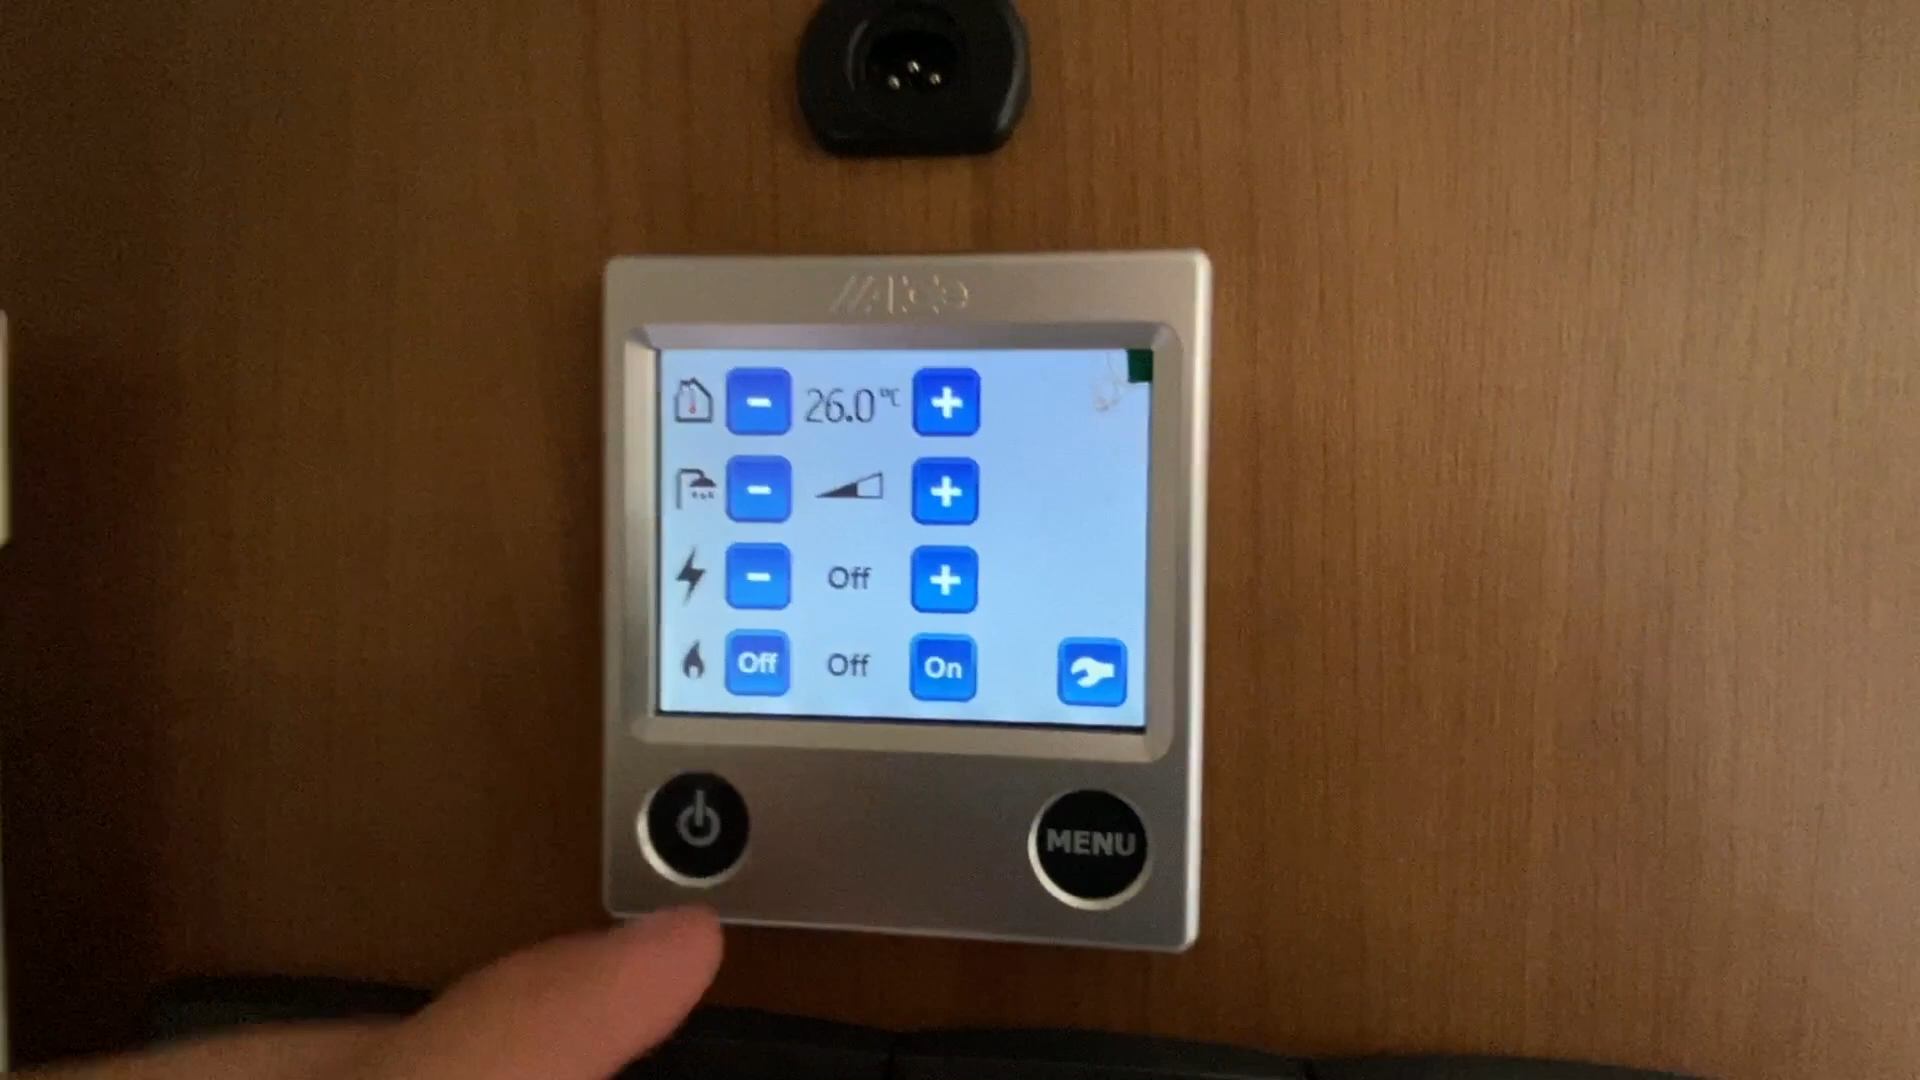 Alde
- 26.0°C +
- +
- Off +
Off Off On
MENU